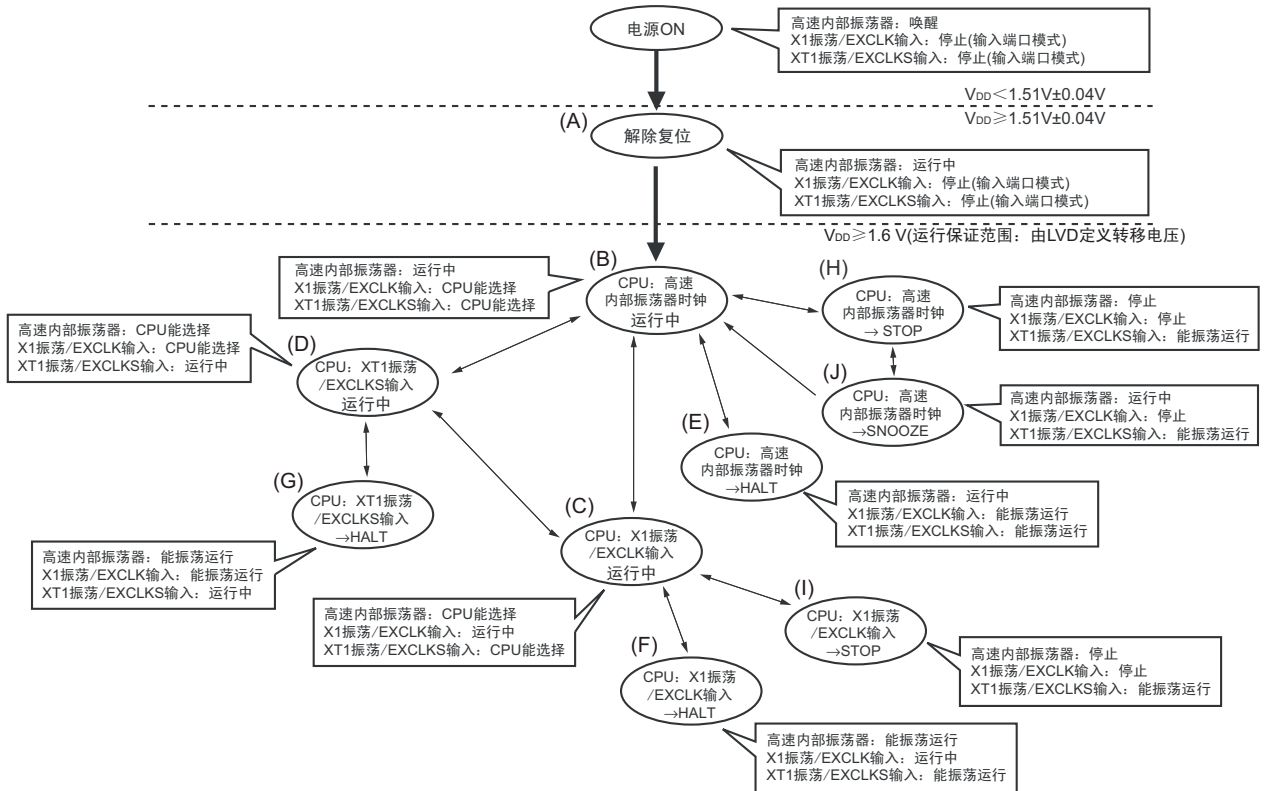 电源ON
高速内部振荡器：唤醒
X1振荡/EXCLK输入：停止(输入端口模式)
XT1振荡/EXCLKS输入：停止(输入端口模式)
VDD＜1.51V±0.04V
VDD≥1.51V±0.04V
(A)
解除复位
高速内部振荡器：运行中
X1振荡/EXCLK输入：停止(输入端口模式)
XT1振荡/EXCLKS输入：停止(输入端口模式)
VDD≥1.6 V(运行保证范围：由LVD定义转移电压)
(B)
CPU：高速
内部振荡器时钟
运行中
高速内部振荡器：运行中
X1振荡/EXCLK输入：CPU能选择
XT1振荡/EXCLKS输入：CPU能选择
(H)
CPU：高速
内部振荡器时钟
→STOP
高速内部振荡器：停止
X1振荡/EXCLK输入：停止
XT1振荡/EXCLKS输入：能振荡运行
高速内部振荡器：CPU能选择
X1振荡/EXCLK输入：CPU能选择
XT1振荡/EXCLKS输入：运行中
(D)
CPU：XT1振荡
/EXCLKS输入
运行中
(J)
CPU：高速
内部振荡器时钟
→SNOOZE
高速内部振荡器：运行中
X1振荡/EXCLK输入：停止
XT1振荡/EXCLKS输入：能振荡运行
(E)
CPU：高速
内部振荡器时钟
→HALT
高速内部振荡器：运行中
X1振荡/EXCLK输入：能振荡运行
XT1振荡/EXCLKS输入：能振荡运行
(G)
CPU：XT1振荡
/EXCLKS输入
→HALT
高速内部振荡器：能振荡运行
X1振荡/EXCLK输入：能振荡运行
XT1振荡/EXCLKS输入：运行中
(C)
CPU：X1振荡
/EXCLK输入
运行中
高速内部振荡器：CPU能选择
X1振荡/EXCLK输入：运行中
XT1振荡/EXCLKS输入：CPU能选择
(I)
CPU：X1振荡
/EXCLK输入
→STOP
高速内部振荡器：停止
X1振荡/EXCLK输入：停止
XT1振荡/EXCLKS输入：能振荡运行
(F)
CPU：X1振荡
/EXCLK输入
→HALT
高速内部振荡器：能振荡运行
X1振荡/EXCLK输入：运行中
XT1振荡/EXCLKS输入：能振荡运行